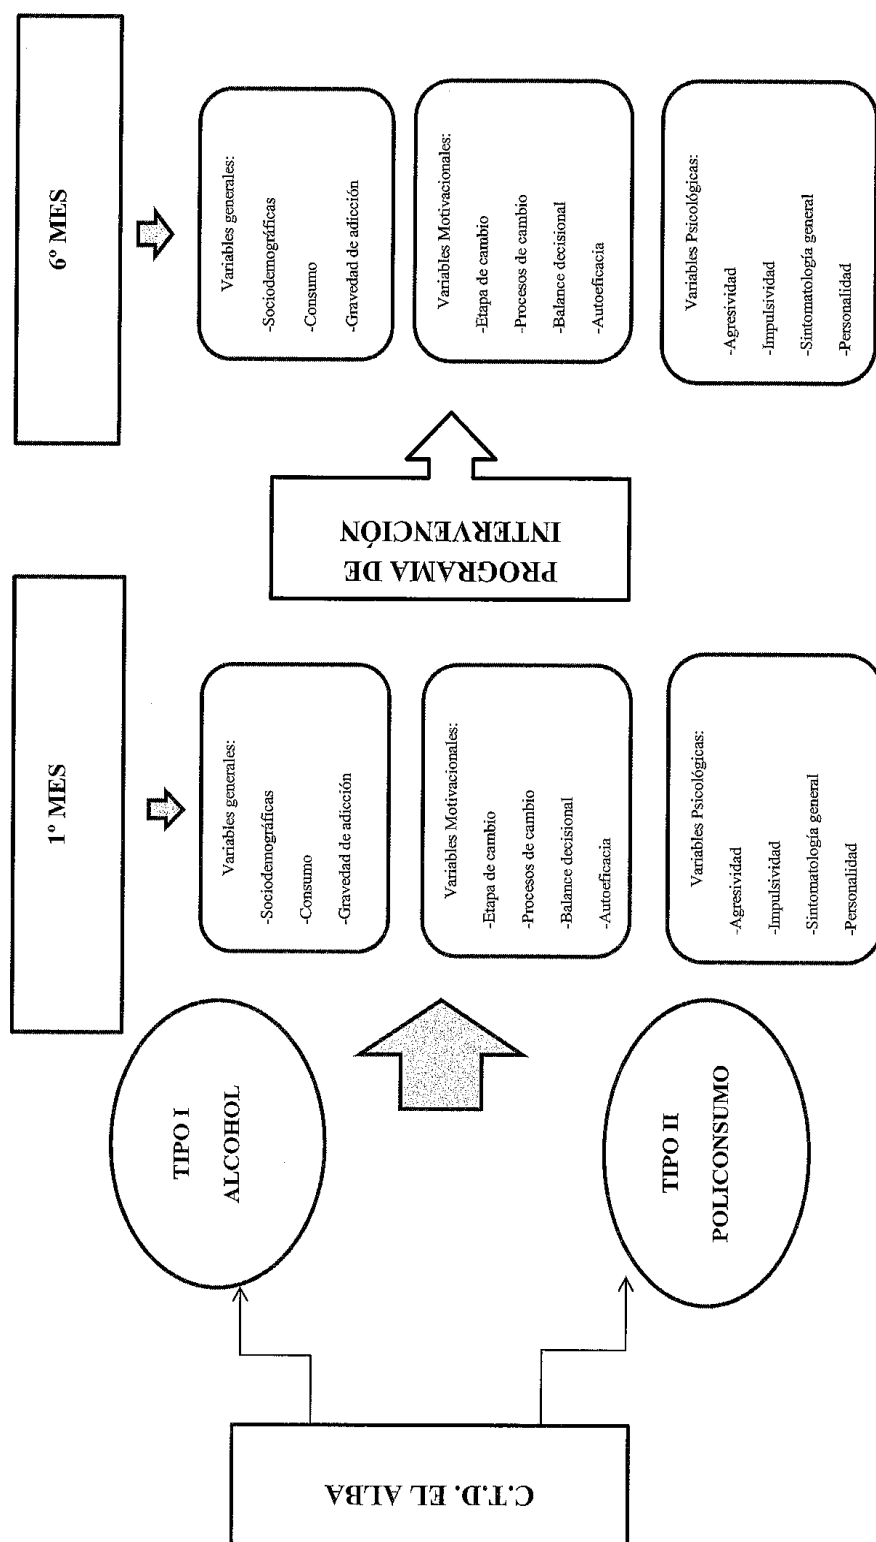 C.T.D. EL ALBA
TIPO I
ALCOHOL
TIPO II
POLICONSUMO
1º MES
Variables generales:
-Sociodemográficas
-Consumo
-Gravedad de adicción
Variables Motivacionales:
-Etapa de cambio
-Procesos de cambio
-Balance decisional
-Autoeficacia
Variables Psicológicas:
-Agresividad
-Impulsividad
-Sintomatología general
-Personalidad
PROGRAMA DE
INTERVENCIÓN
6º MES
Variables generales:
-Sociodemográficas
-Consumo
-Gravedad de adicción
Variables Motivacionales:
-Etapa de cambio
-Procesos de cambio
-Balance decisional
-Autoeficacia
Variables Psicológicas:
-Agresividad
-Impulsividad
-Sintomatología general
-Personalidad